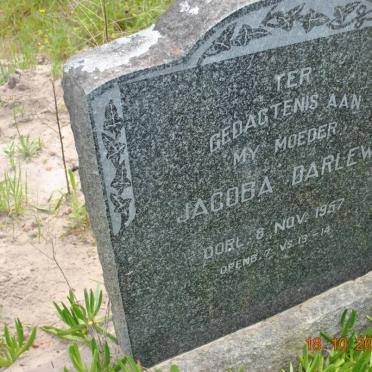 TER
GEDAGTENIS AAN
MY MOEDER
JACOBA DARLEW
OORL. 8 NOV. 1957
OPENB. 7 VS. 13-14.
18 10 20